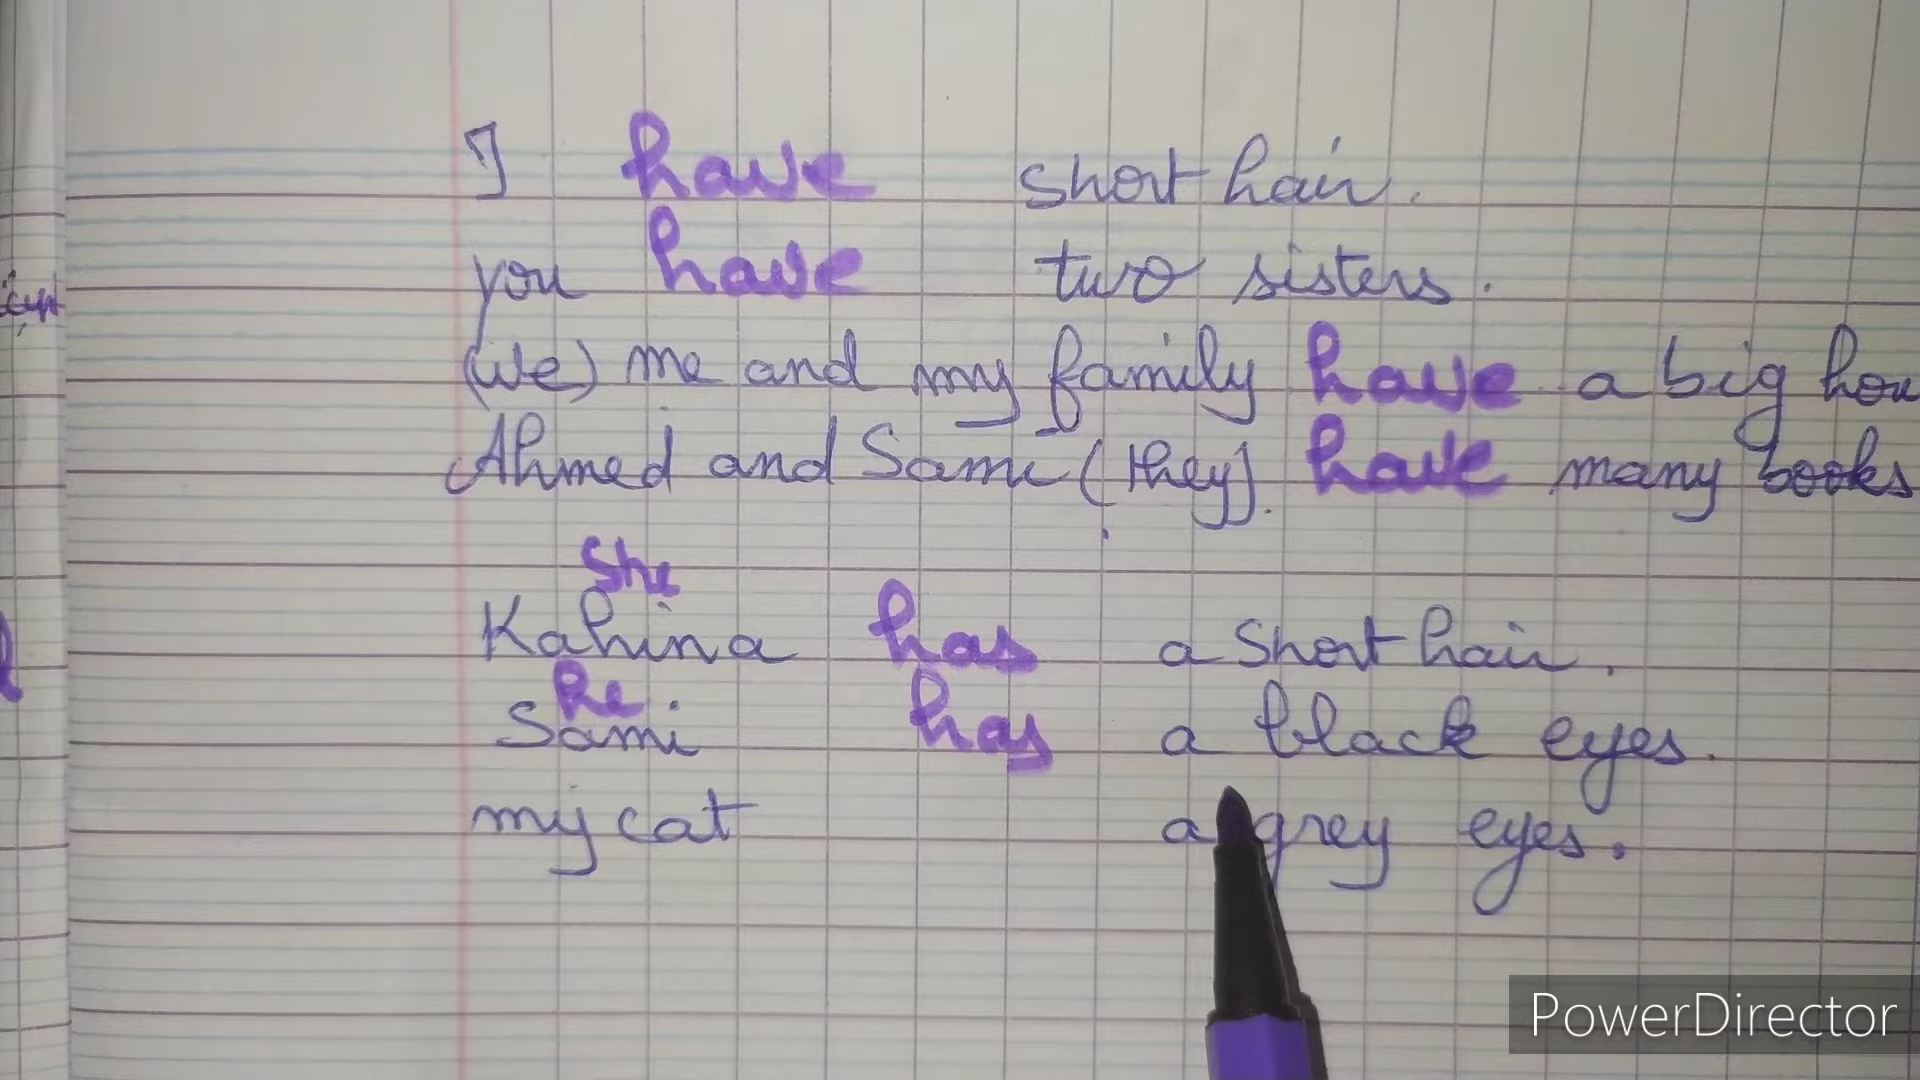 I have short hair.
you have two sisters.
(We) me and my family have a big hou
Ahmed and Sami (they). have many books
She
Kahina has a short hair.
he
Sami has a black eyes.
my cat a grey eyes.
PowerDirector